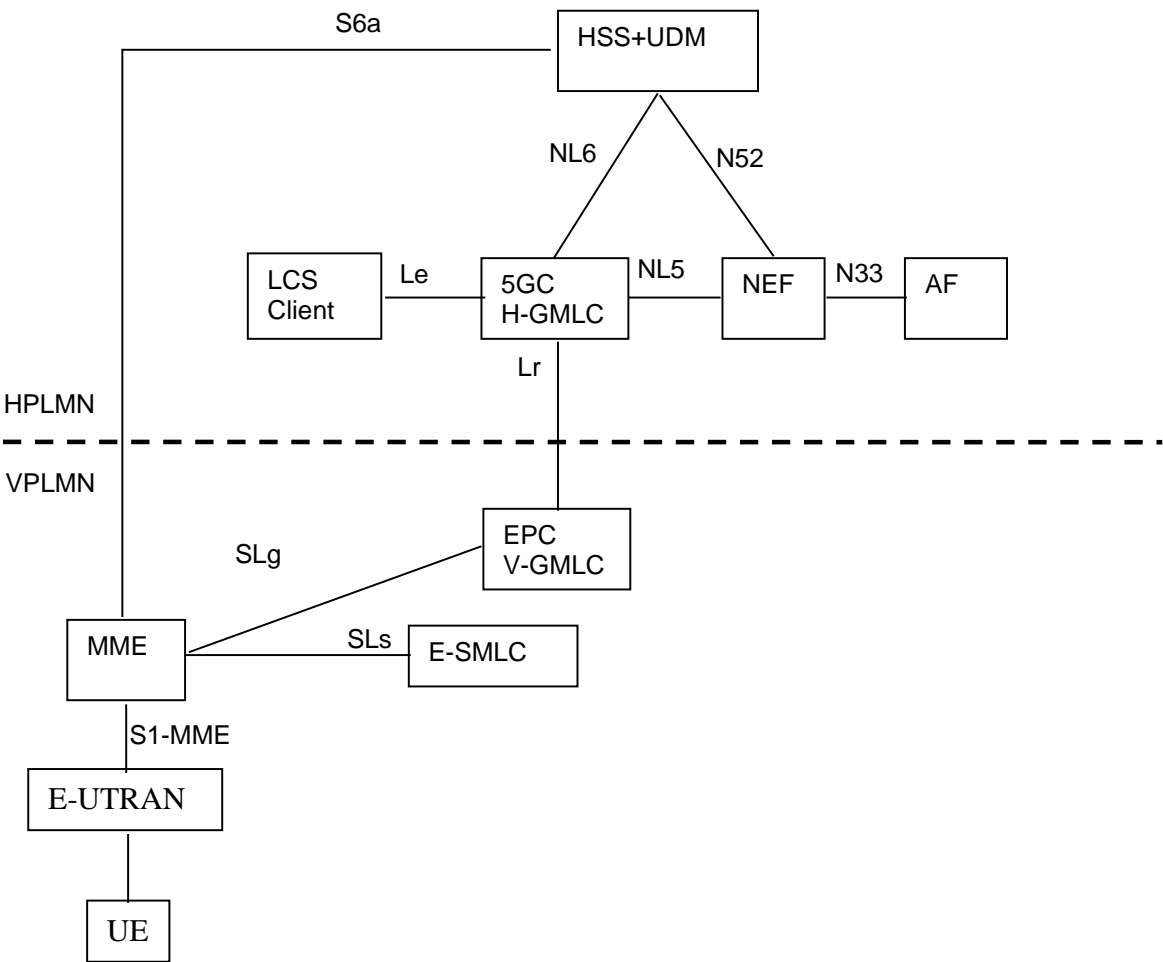 S6a
HSS+UDM
NL6
N52
LCS
Client
Le
5GC
H-GMLC
NL5
NEF
N33
AF
Lr
HPLMN
VPLMN
EPC
V-GMLC
SLg
MME
SLs
E-SMLC
S1-MME
E-UTRAN
UE